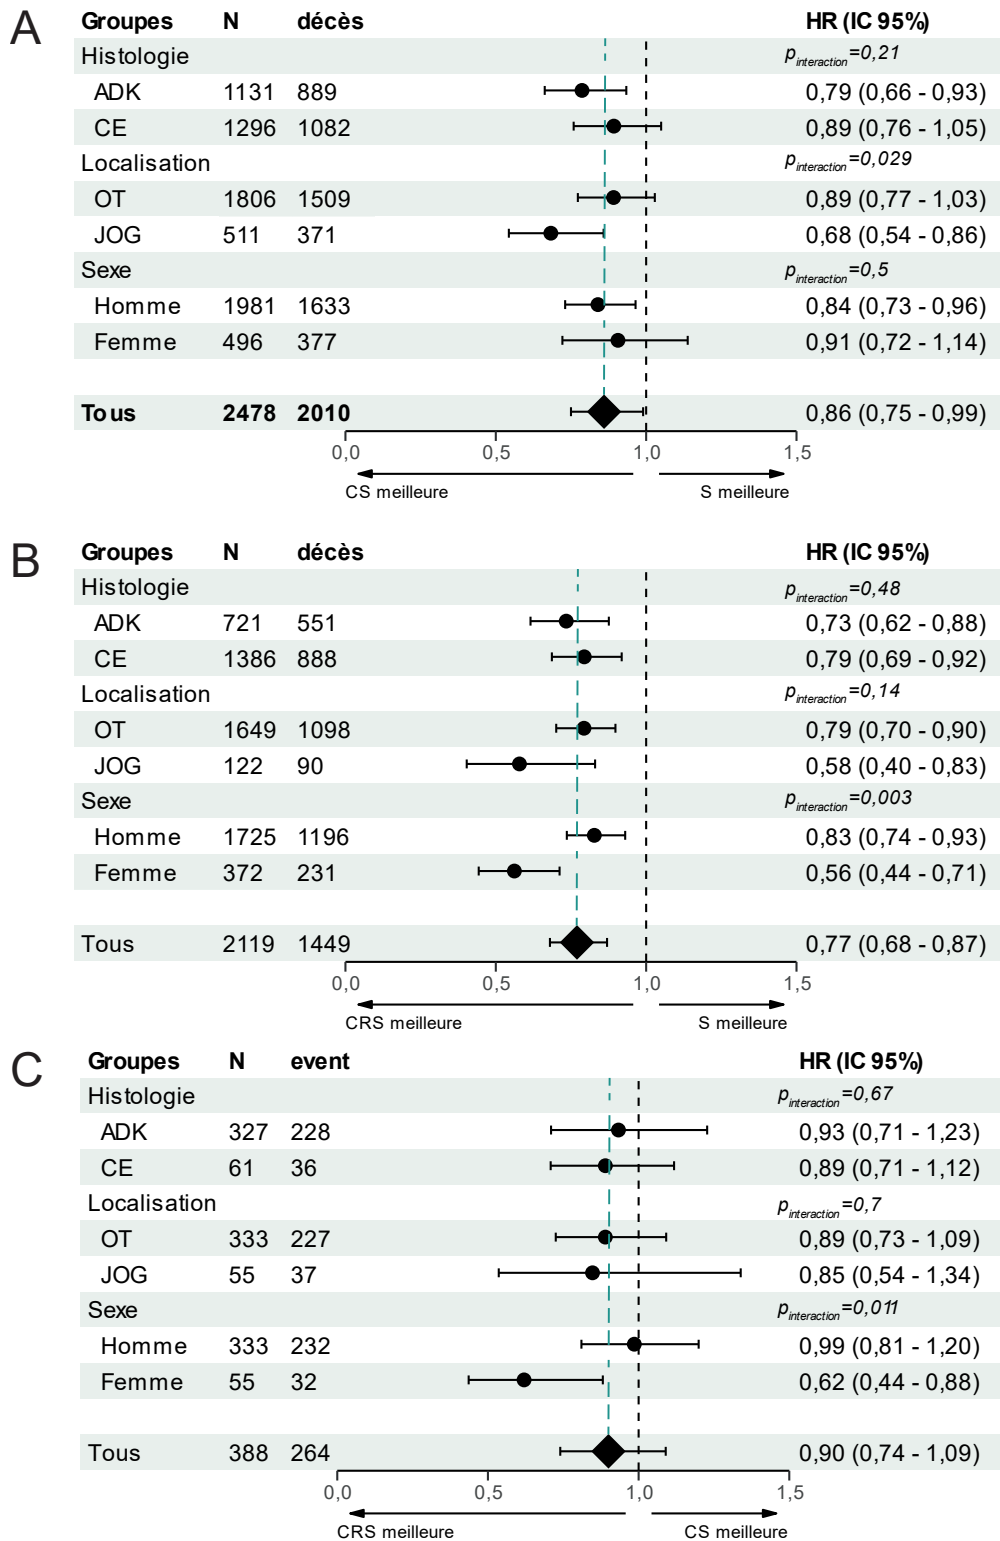 A
Groupes N décès HR (IC 95%)
Histologie pinteraction=0,21
ADK 1131 889 0,79 (0,66 - 0,93)
CE 1296 1082 0,89 (0,76 - 1,05)
Localisation pinteraction=0,029
OT 1806 1509 0,89 (0,77 - 1,03)
JOG 511 371 0,68 (0,54 - 0,86)
Sexe pinteraction=0,5
Homme 1981 1633 0,84 (0,73 - 0,96)
Femme 496 377 0,91 (0,72 - 1,14)
Tous 2478 2010 0,86 (0,75 - 0,99)
0,0 0,5 1,0 1,5
CS meilleure S meilleure
B
Groupes N décès HR (IC 95%)
Histologie pinteraction=0,48
ADK 721 551 0,73 (0,62 - 0,88)
CE 1386 888 0,79 (0,69 - 0,92)
Localisation pinteraction=0,14
OT 1649 1098 0,79 (0,70 - 0,90)
JOG 122 90 0,58 (0,40 - 0,83)
Sexe pinteraction=0,003
Homme 1725 1196 0,83 (0,74 - 0,93)
Femme 372 231 0,56 (0,44 - 0,71)
Tous 2119 1449 0,77 (0,68 - 0,87)
0,0 0,5 1,0 1,5
CRS meilleure S meilleure
C
Groupes N event HR (IC 95%)
Histologie pinteraction=0,67
ADK 327 228 0,93 (0,71 - 1,23)
CE 61 36 0,89 (0,71 - 1,12)
Localisation pinteraction=0,7
OT 333 227 0,89 (0,73 - 1,09)
JOG 55 37 0,85 (0,54 - 1,34)
Sexe pinteraction=0,011
Homme 333 232 0,99 (0,81 - 1,20)
Femme 55 32 0,62 (0,44 - 0,88)
Tous 388 264 0,90 (0,74 - 1,09)
0,0 0,5 1,0 1,5
CRS meilleure CS meilleure